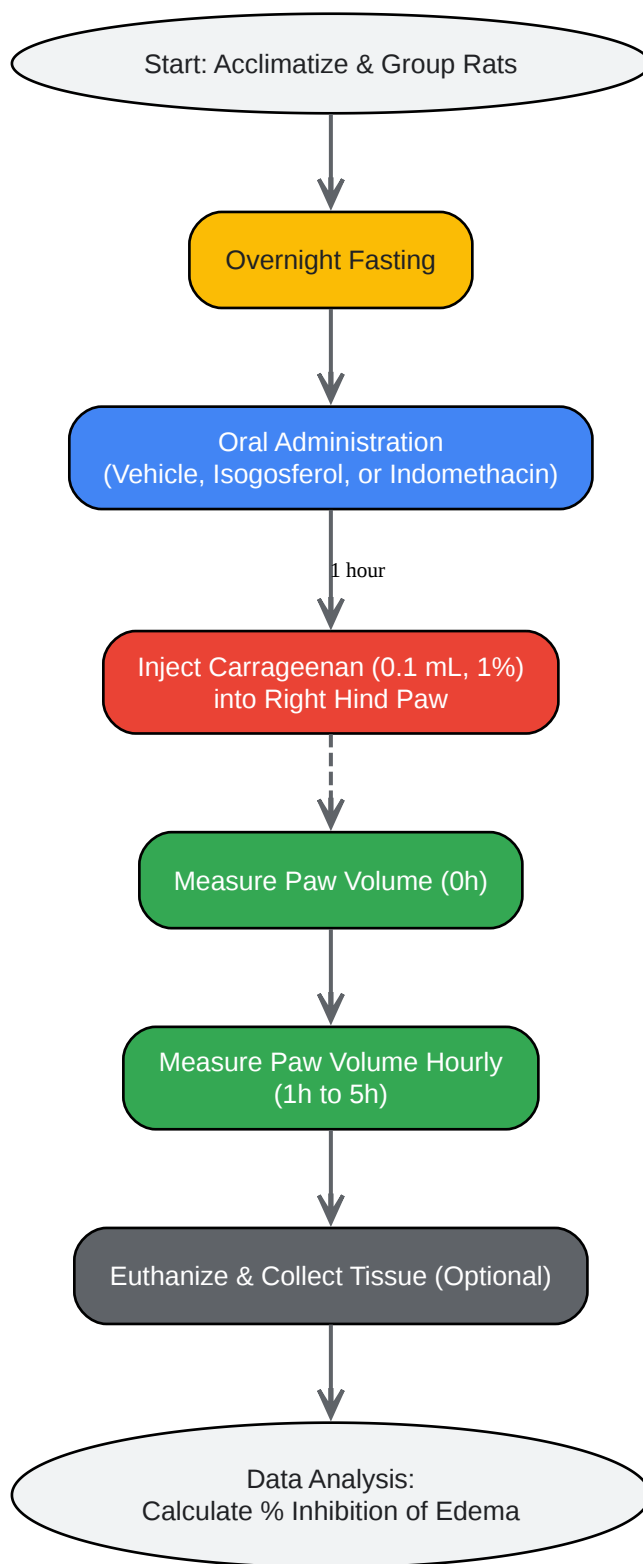 Start: Acclimatize & Group Rats
Overnight Fasting
Oral Administration
(Vehicle, Isogosferol, or Indomethacin)
1 hour
Inject Carrageenan (0.1 mL, 1%)
into Right Hind Paw
Measure Paw Volume (0h)
Measure Paw Volume Hourly
(1h to 5h)
Euthanize & Collect Tissue (Optional)
Data Analysis:
Calculate % Inhibition of Edema